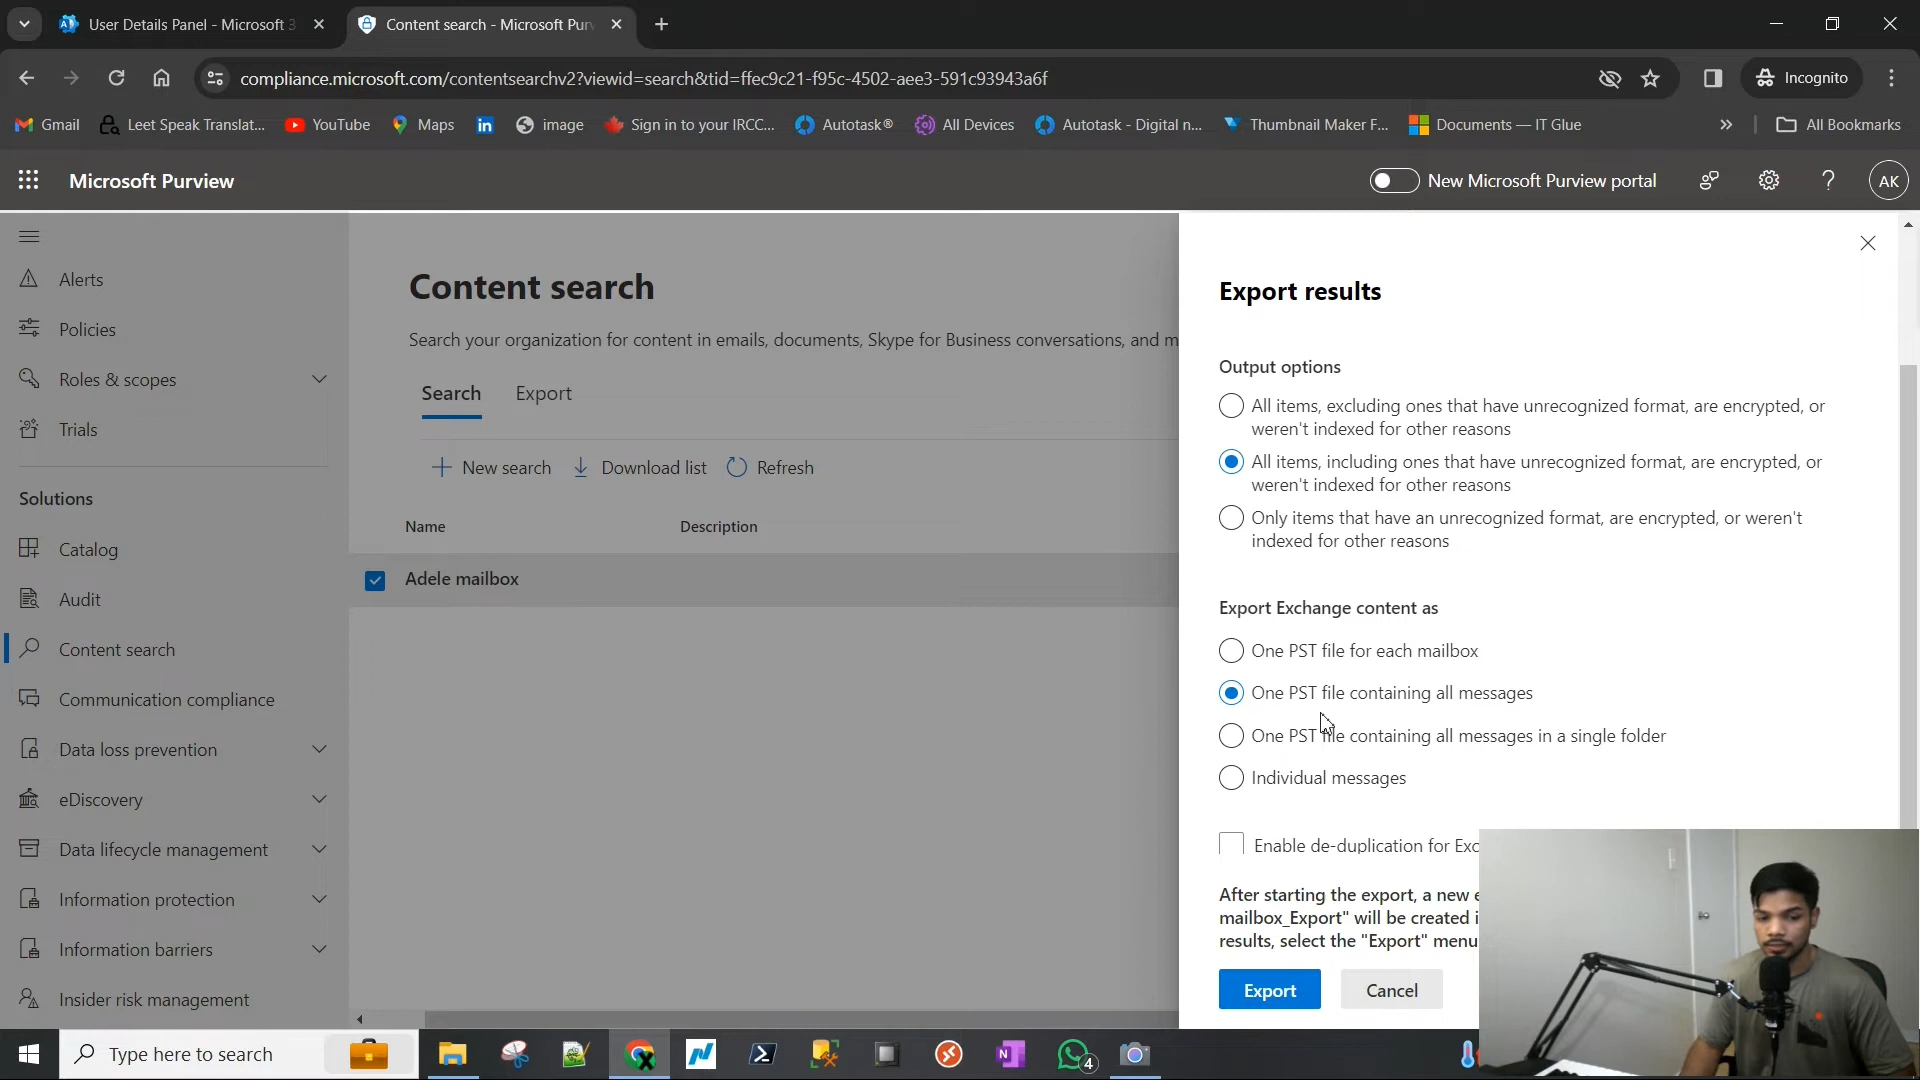 User Details Panel - Microsoft 3
Content search - Microsoft Pur
compliance.microsoft.com/contentsearchv2?viewid=search&tid=ffec9c21-f95c-4502-aee3-591c93943a6f
Incognito
Gmail
Leet Speak Translat...
YouTube
Maps
image
Sign in to your IRCC...
Autotask®
All Devices
Autotask - Digital n...
Thumbnail Maker F...
Documents — IT Glue
All Bookmarks
Microsoft Purview
New Microsoft Purview portal
AK
Alerts
Policies
Roles & scopes
Trials
Solutions
Catalog
Audit
Content search
Communication compliance
Data loss prevention
eDiscovery
Data lifecycle management
Information protection
Information barriers
Insider risk management
Content search
Search your organization for content in emails, documents, Skype for Business conversations, and m
Search
Export
New search
Download list
Refresh
Name
Description
Adele mailbox
Export results
Output options
All items, excluding ones that have unrecognized format, are encrypted, or
weren't indexed for other reasons
All items, including ones that have unrecognized format, are encrypted, or
weren't indexed for other reasons
Only items that have an unrecognized format, are encrypted, or weren't
indexed for other reasons
Export Exchange content as
One PST file for each mailbox
One PST file containing all messages
One PST file containing all messages in a single folder
Individual messages
Enable de-duplication for Exc
After starting the export, a new e
mailbox_Export" will be created i
results, select the "Export" menu
Export
Cancel
Type here to search
4